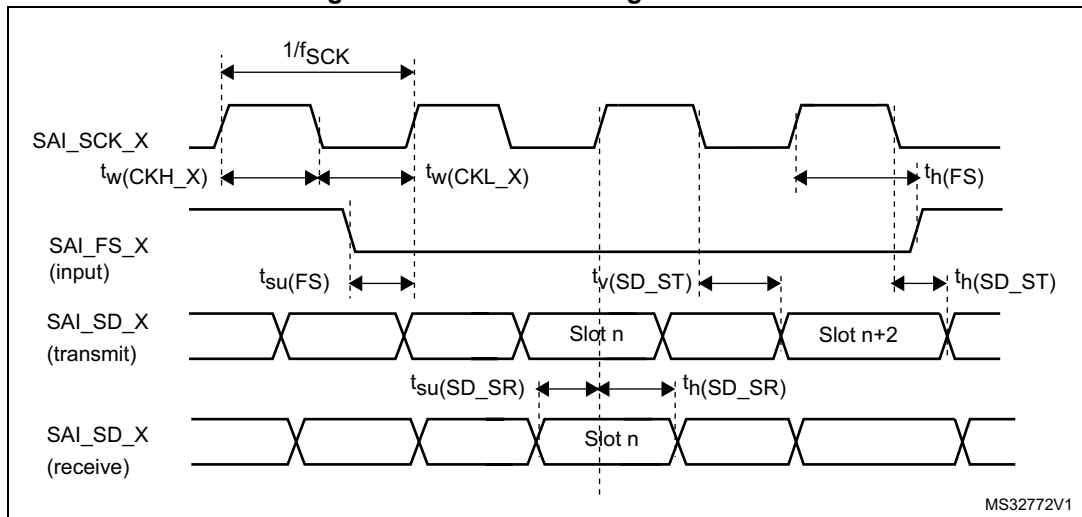 1/fSCK
SAI_SCK_X
tw(CKH_X)
tw(CKL_X)
th(FS)
SAI_FS_X
(input)
tsu(FS)
tv(SD_ST)
th(SD_ST)
SAI_SD_X
(transmit)
Slot n
Slot n+2
tsu(SD_SR)
th(SD_SR)
SAI_SD_X
(receive)
Slot n
MS32772V1